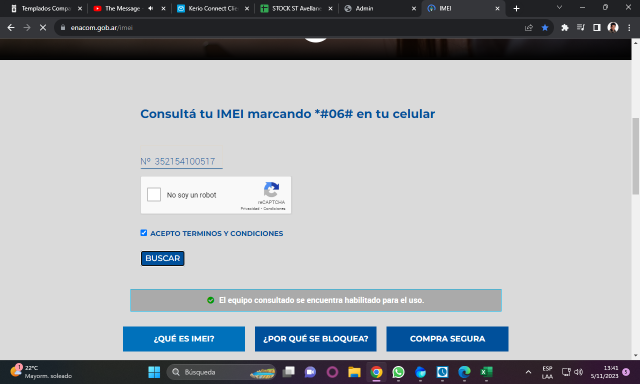 Templados Compa
The Message
Kerio Connect Clie
STOCK ST Avellane
Admin
IMEI
enacom.gob.ar/imei
Consultá tu IMEI marcando *#06# en tu celular
Nº 352154100517
No soy un robot
reCAPTCHA
Privacidad - Condiciones
ACEPTO TERMINOS Y CONDICIONES
BUSCAR
El equipo consultado se encuentra habilitado para el uso.
¿QUÉ ES IMEI?
¿POR QUÉ SE BLOQUEA?
COMPRA SEGURA
1
22°C
Mayorm. soleado
Búsqueda
ESP
LAA
13:41
5/11/2023